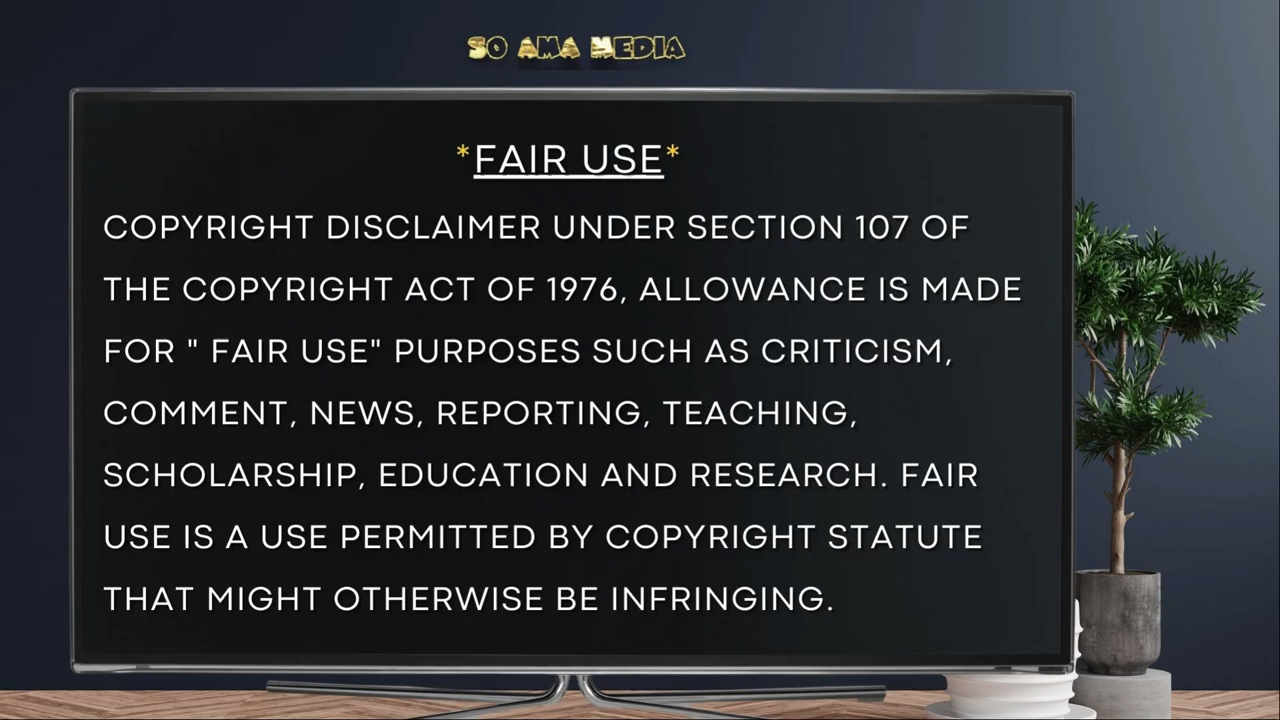 SO AMA MEDIA
*FAIR USE*
COPYRIGHT DISCLAIMER UNDER SECTION 107 OF
THE COPYRIGHT ACT OF 1976, ALLOWANCE IS MADE
FOR " FAIR USE" PURPOSES SUCH AS CRITICISM,
COMMENT, NEWS, REPORTING, TEACHING,
SCHOLARSHIP, EDUCATION AND RESEARCH. FAIR
USE IS A USE PERMITTED BY COPYRIGHT STATUTE
THAT MIGHT OTHERWISE BE INFRINGING.